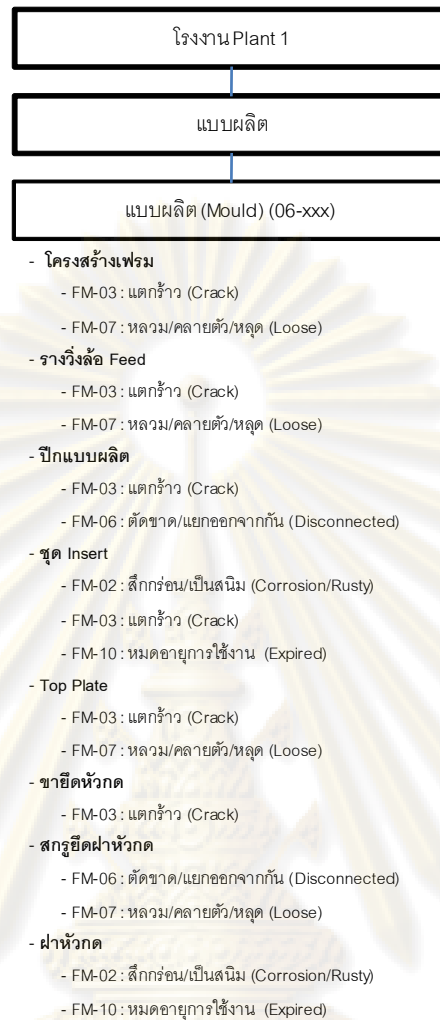 โรงงาน Plant 1
แบบผลิต
แบบผลิต (Mould) (06-xxx)
- โครงสร้างเฟรม
- FM-03 : แตกร้าว (Crack)
- FM-07 : หลวม/คลายตัว/หลุด (Loose)
- รางวิ่งล้อ Feed
- FM-03 : แตกร้าว (Crack)
- FM-07 : หลวม/คลายตัว/หลุด (Loose)
- ปีกแบบผลิต
- FM-03 : แตกร้าว (Crack)
- FM-06 : ตัดขาด/แยกออกจากกัน (Disconnected)
- ชุด Insert
- FM-02 : สึกกร่อน/เป็นสนิม (Corrosion/Rusty)
- FM-03 : แตกร้าว (Crack)
- FM-10 : หมดอายุการใช้งาน (Expired)
- Top Plate
- FM-03 : แตกร้าว (Crack)
- FM-07 : หลวม/คลายตัว/หลุด (Loose)
- ขายึดหัวกด
- FM-03 : แตกร้าว (Crack)
- สกรูยึดฝาหัวกด
- FM-06 : ตัดขาด/แยกออกจากกัน (Disconnected)
- FM-07 : หลวม/คลายตัว/หลุด (Loose)
- ฝาหัวกด
- FM-02 : สึกกร่อน/เป็นสนิม (Corrosion/Rusty)
- FM-10 : หมดอายุการใช้งาน (Expired)